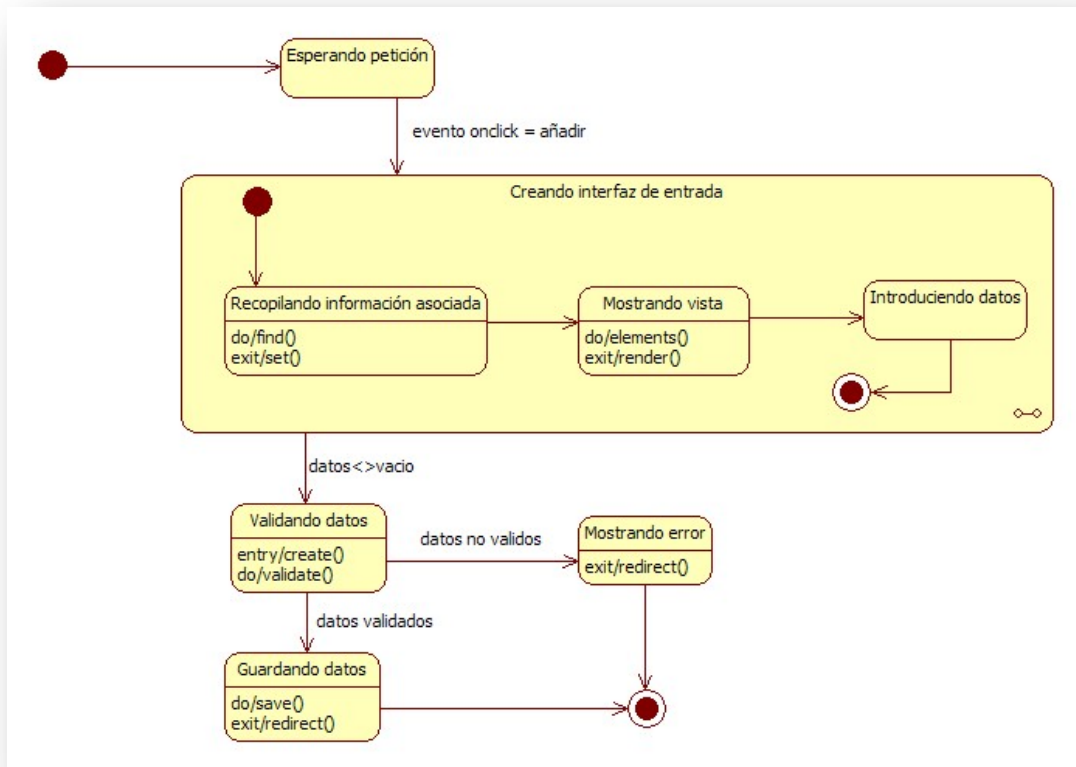 Esperando petición
evento onclick = añadir
Creando interfaz de entrada
Recopilando información asociada
do/find()
exit/set()
Mostrando vista
do/elements()
exit/render()
Introduciendo datos
datos<>vacio
Validando datos
entry/create()
do/validate()
datos no validos
Mostrando error
exit/redirect()
datos validados
Guardando datos
do/save()
exit/redirect()